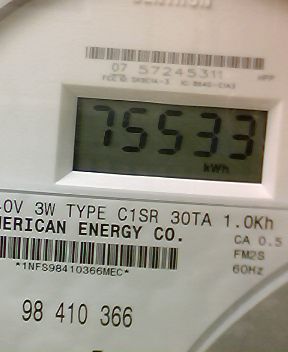 07 57245311
75533
kWh
40V 3W TYPE C1SR 30TA 1.0Kh
MERICAN ENERGY CO.
CA 0.5
FM2S
60Hz
*1NFS98410366MEC*
98 410 366